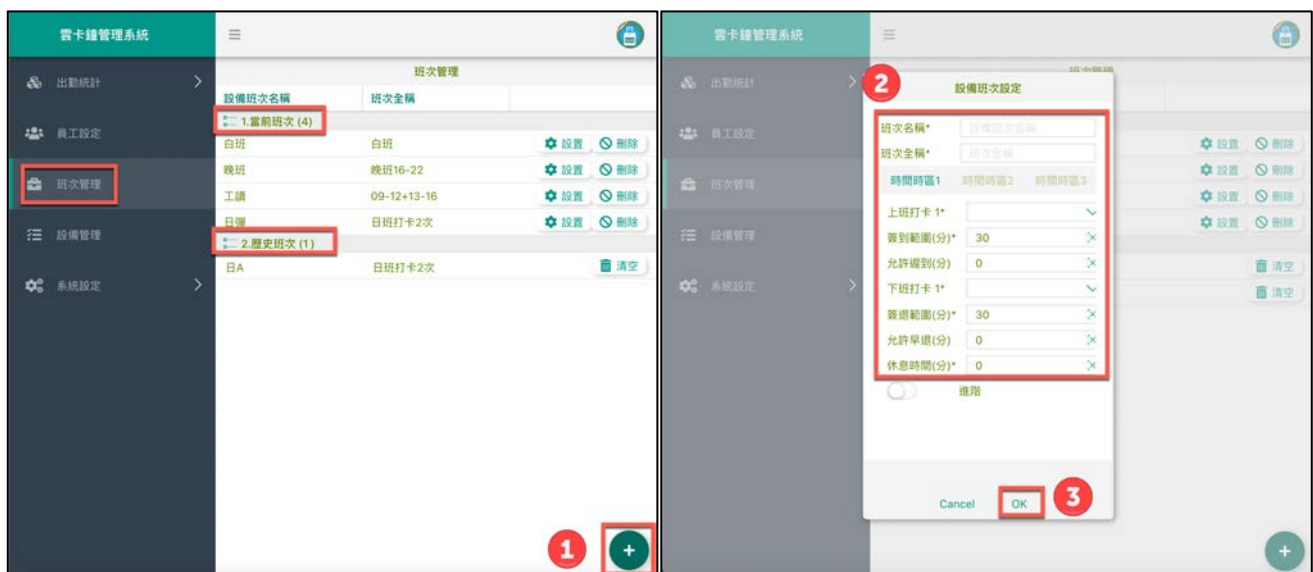 雲卡鐘管理系統
班次管理
設備班次名稱 班次全稱
出勤統計
員工設定
班次管理
設備管理
系統設定
1.當前班次 (4)
白班 白班 設置 刪除
晚班 晚班16-22 設置 刪除
工讀 09-12+13-16 設置 刪除
日彈 日班打卡2次 設置 刪除
2.歷史班次 (1)
日A 日班打卡2次 清空
1
+
雲卡鐘管理系統
班次管理
出勤統計
員工設定
班次管理
設備管理
系統設定
設置 刪除
設置 刪除
設置 刪除
設置 刪除
清空
清空
2
設備班次設定
班次名稱* 設備班次名稱
班次全稱* 班次全稱
時間時區1 時間時區2 時間時區3
上班打卡 1*
簽到範圍(分)* 30
允許遲到(分) 0
下班打卡 1*
簽退範圍(分)* 30
允許早退(分) 0
休息時間(分)* 0
進階
Cancel OK
3
+